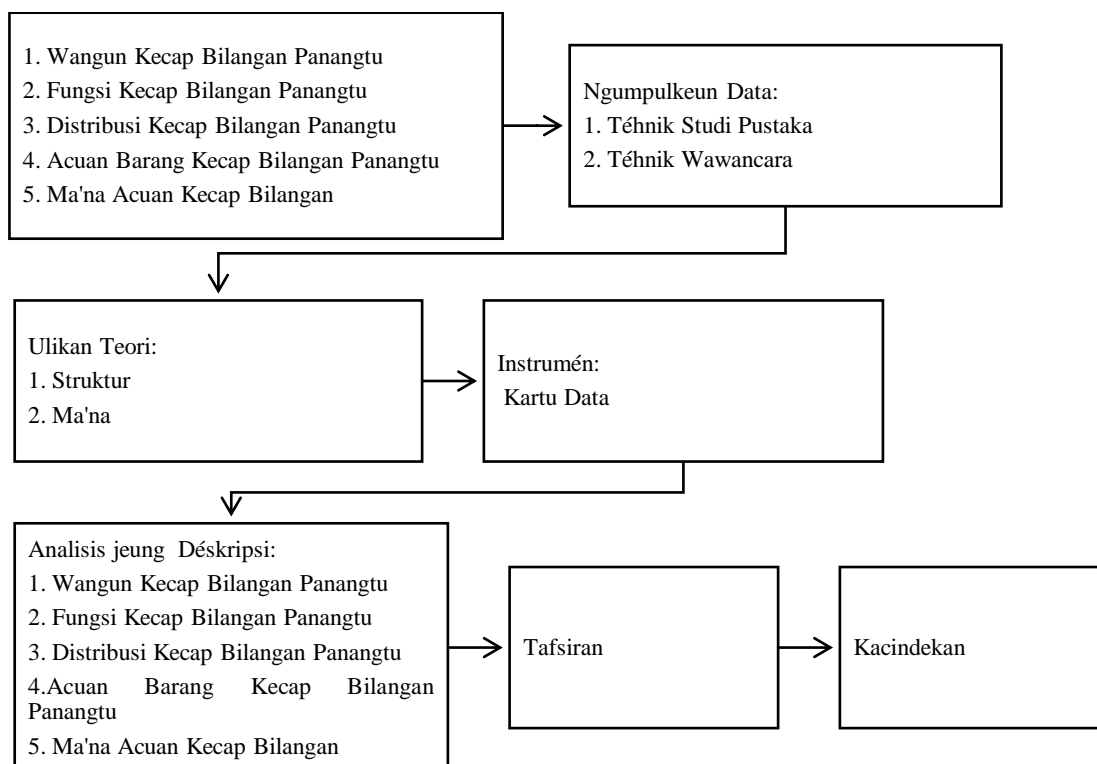 1. Wangun Kecap Bilangan Panangtu
2. Fungsi Kecap Bilangan Panangtu
3. Distribusi Kecap Bilangan Panangtu
4. Acuan Barang Kecap Bilangan Panangtu
5. Ma'na Acuan Kecap Bilangan
Ngumpulkeun Data:
1. Téhnik Studi Pustaka
2. Téhnik Wawancara
Ulikan Teori:
1. Struktur
2. Ma'na
Instrumén:
Kartu Data
Analisis jeung Déskripsi:
1. Wangun Kecap Bilangan Panangtu
2. Fungsi Kecap Bilangan Panangtu
3. Distribusi Kecap Bilangan Panangtu
4.Acuan Barang Kecap Bilangan
Panangtu
5. Ma'na Acuan Kecap Bilangan
Tafsiran
Kacindekan